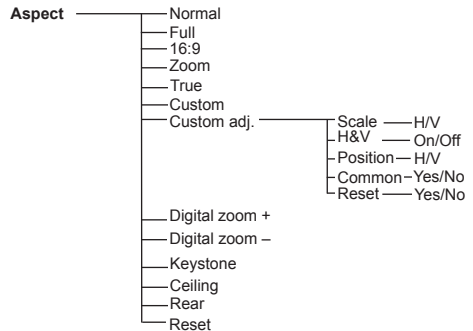 Aspect Normal
Full
16:9
Zoom
True
Custom
Custom adj. Scale H/V
H&V On/Off
Position H/V
Common Yes/No
Reset Yes/No
Digital zoom +
Digital zoom –
Keystone
Ceiling
Rear
Reset